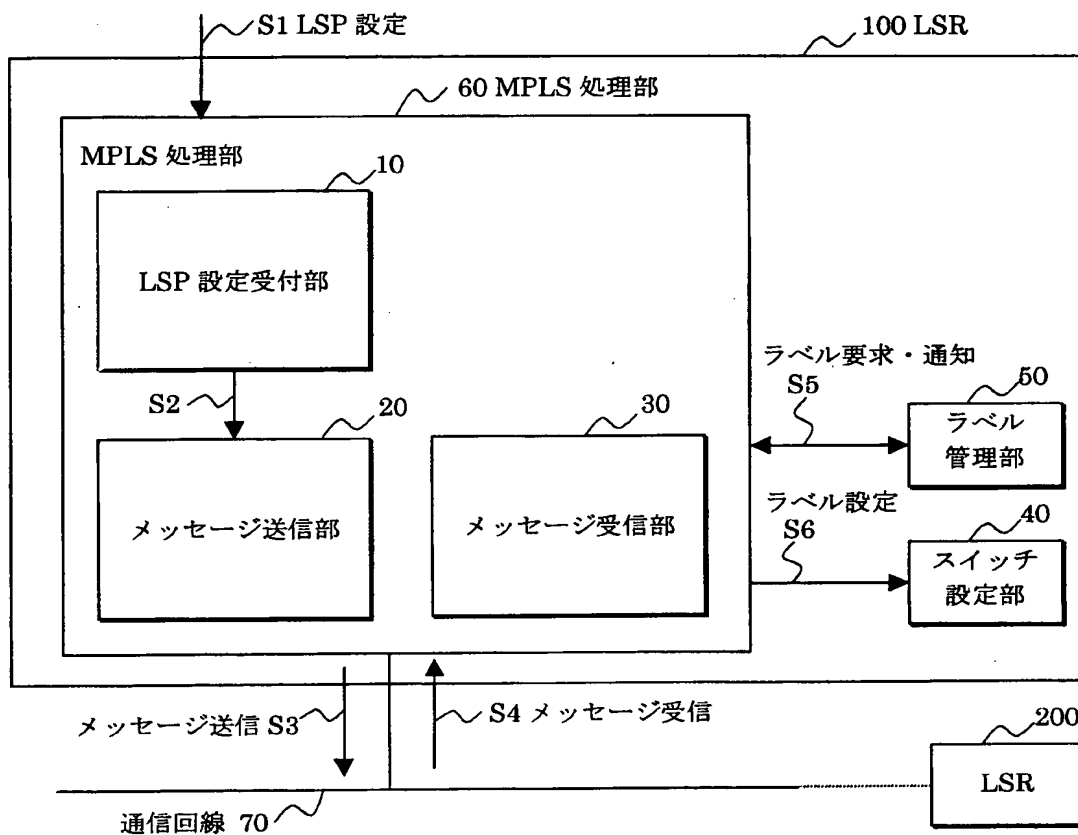 S1 LSP 設定
100 LSR
60 MPLS 処理部
MPLS 処理部
10
LSP 設定受付部
S2
20
メッセージ送信部
30
メッセージ受信部
ラベル要求・通知
S5
50
ラベル
管理部
ラベル設定
S6
40
スイッチ
設定部
メッセージ送信 S3
S4 メッセージ受信
200
LSR
通信回線 70